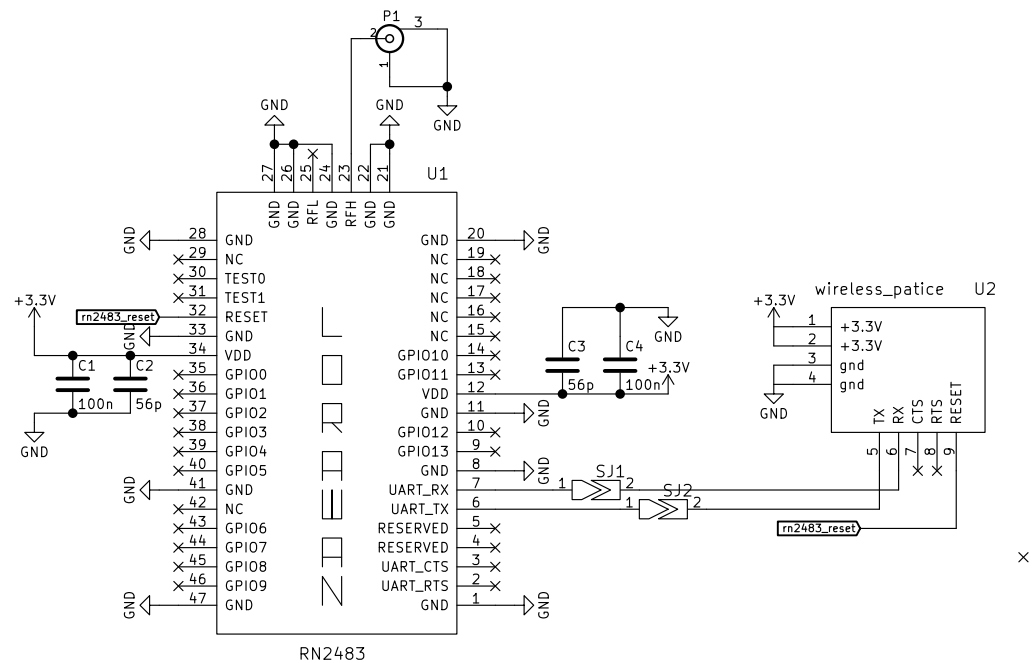 P1
3
2
1
GND
GND
GND
27
26
25
24
23
22
21
U1
GND
GND
RFL
GND
RFH
GND
GND
GND 28 GND
29 NC
30 TEST0
31 TEST1
rn2483_reset 32 RESET
GND 33 GND
34 VDD
35 GPIO0
36 GPIO1
37 GPIO2
38 GPIO3
39 GPIO4
40 GPIO5
GND 41 GND
42 NC
43 GPIO6
44 GPIO7
45 GPIO8
46 GPIO9
GND 47 GND
+3.3V
C1
100n
C2
56p
GND
LORAWAN
GND 20 GND
NC 19
NC 18
NC 17
NC 16
NC 15
GPIO10 14
GPIO11 13
VDD 12
GND 11 GND
GPIO12 10
GPIO13 9
GND 8 GND
UART_RX 7
UART_TX 6
RESERVED 5
RESERVED 4
UART_CTS 3
UART_RTS 2
GND 1 GND
RN2483
GND
C3
56p
C4
100n
+3.3V
1 SJ1 2
1 SJ2 2
wireless_patice U2
+3.3V
1 +3.3V
2 +3.3V
3 gnd
4 gnd
GND
TX
RX
CTS
RTS
RESET
5
6
7
8
9
rn2483_reset